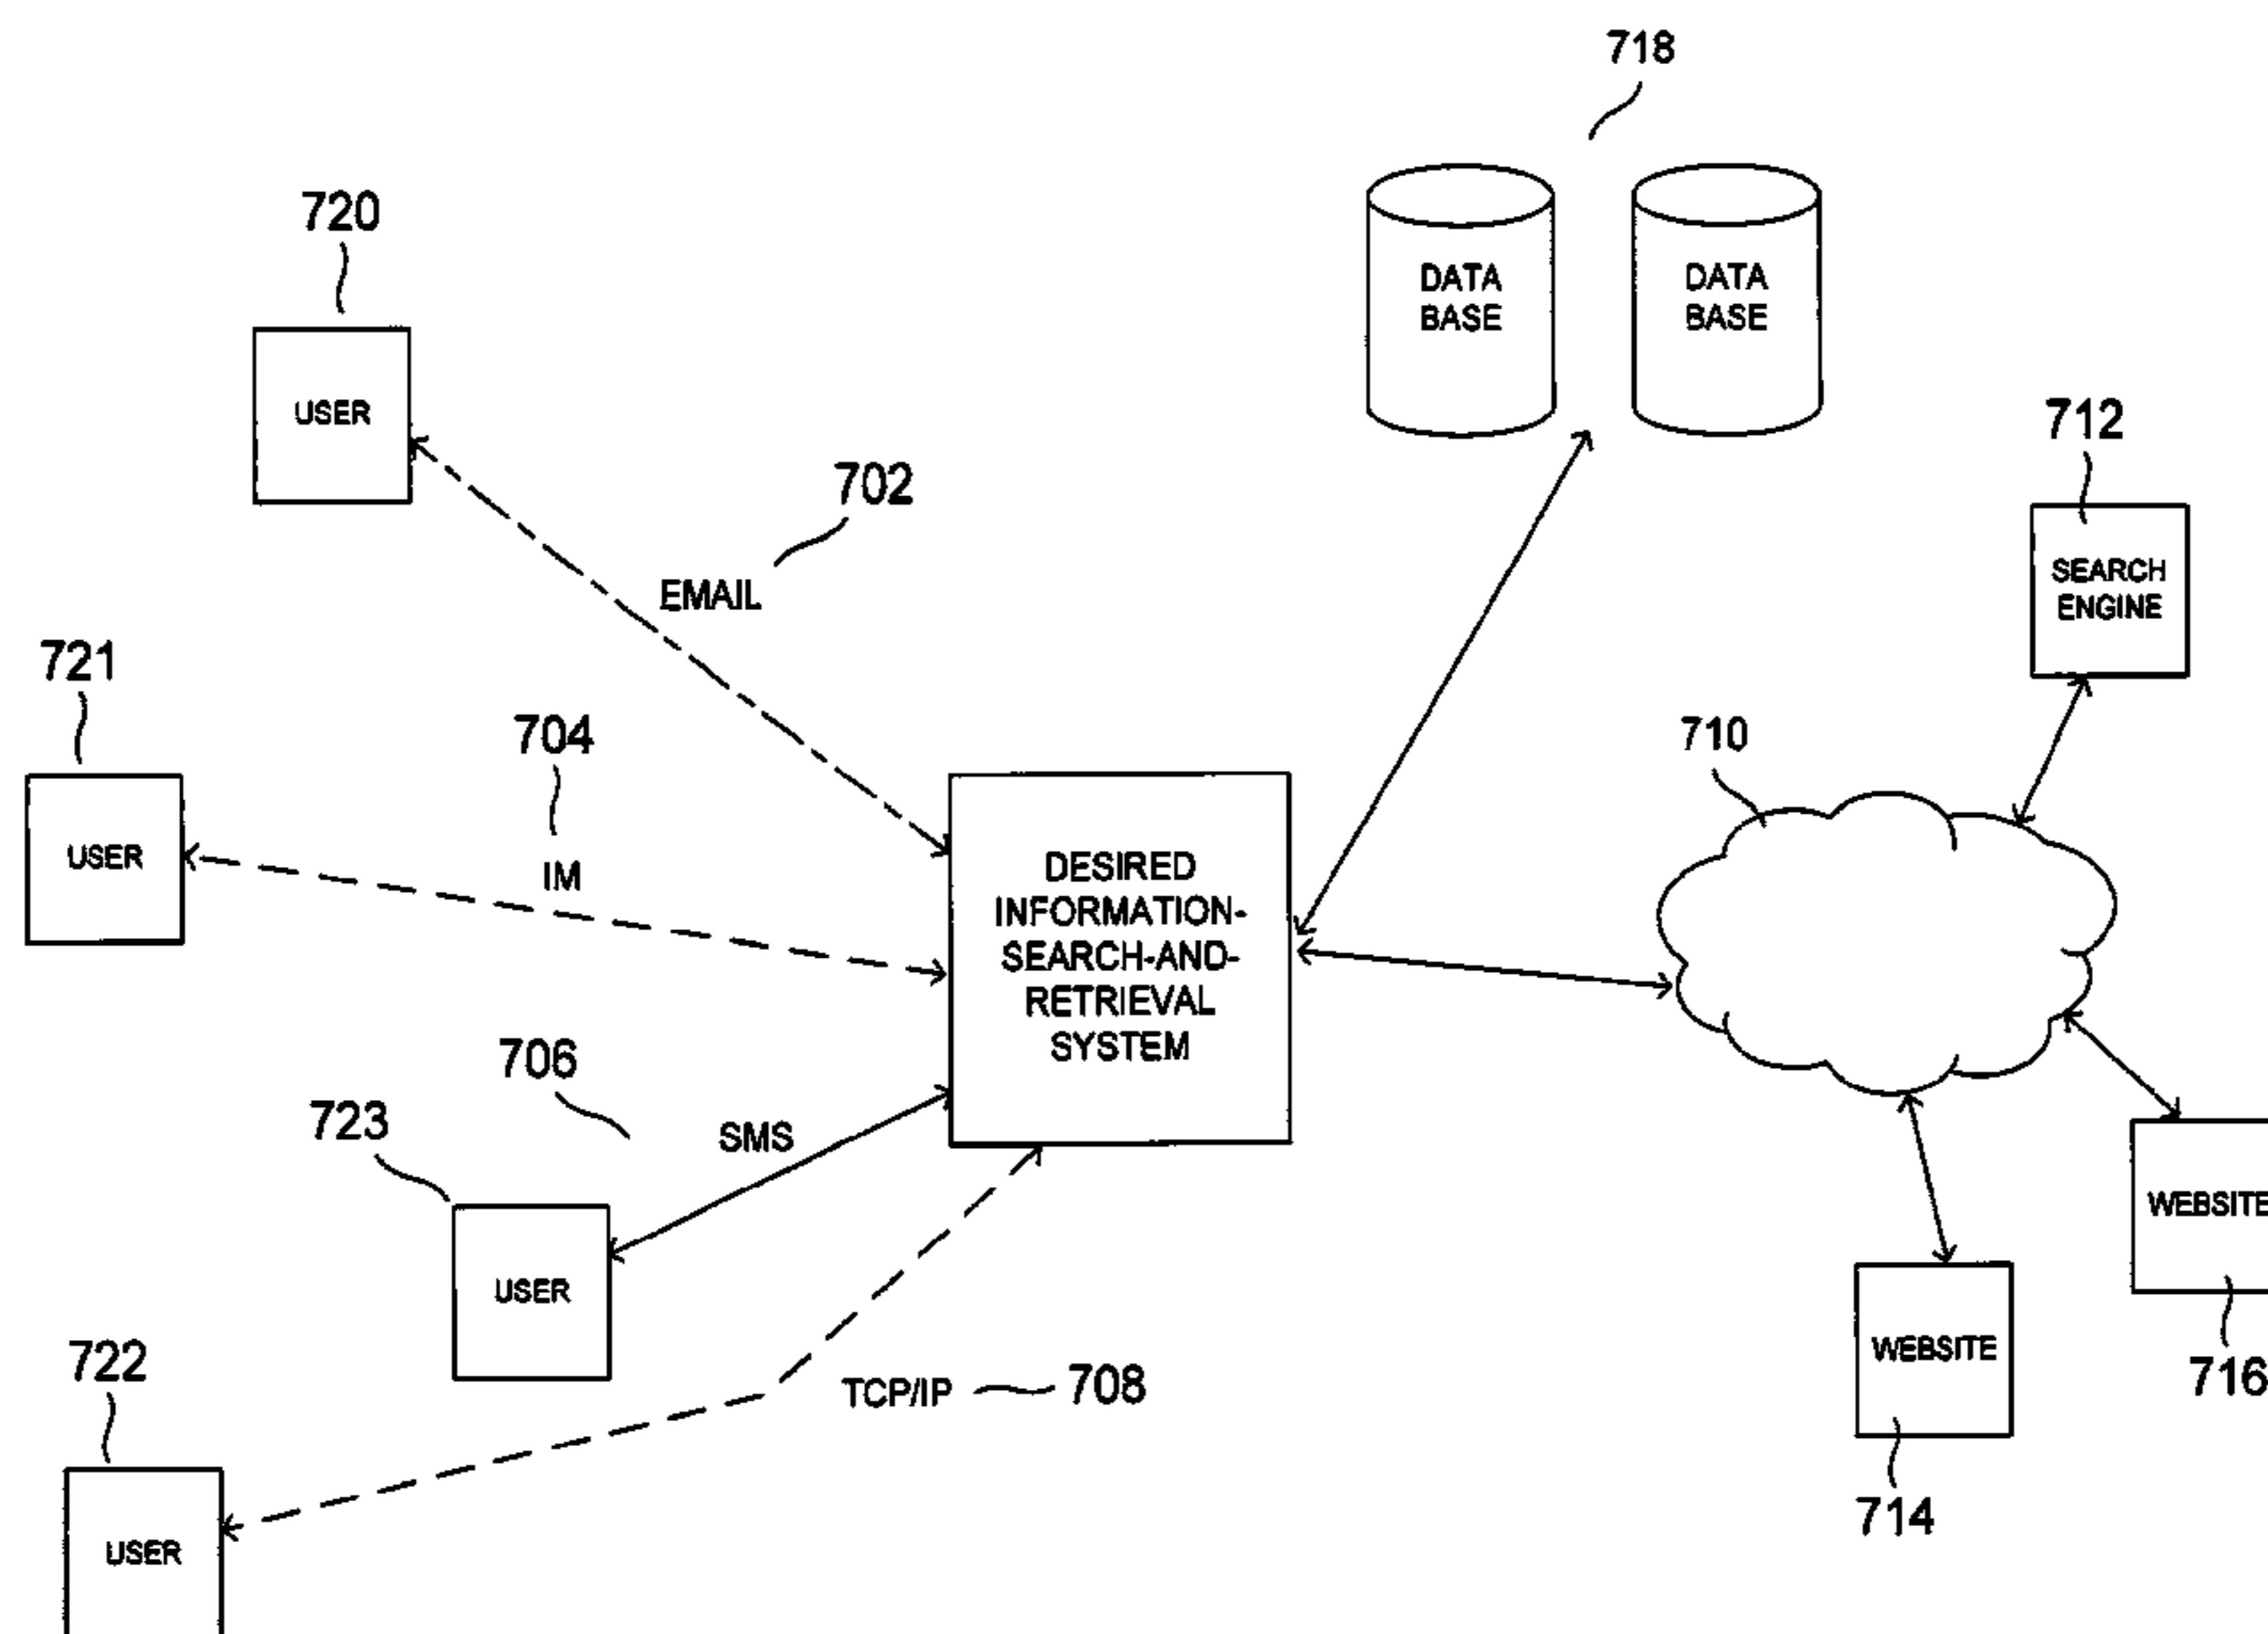 718
720
DATA
BASE
DATA
BASE
USER
712
702
SEARCH
ENGINE
EMAIL
721
704
710
USER
IM
DESIRED
INFORMATION-
SEARCH-AND-
RETRIEVAL
SYSTEM
706
723
SMS
WEBSITE
USER
WEBSITE
722
TCP/IP
708
716
714
USER